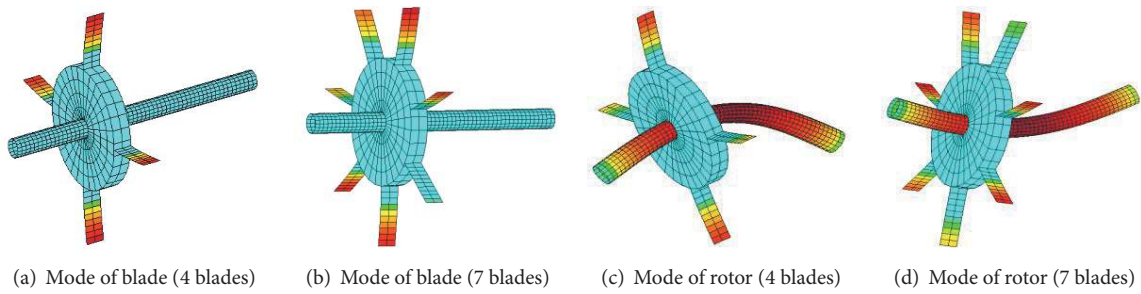 (a) Mode of blade (4 blades)
(b) Mode of blade (7 blades)
(c) Mode of rotor (4 blades)
(d) Mode of rotor (7 blades)